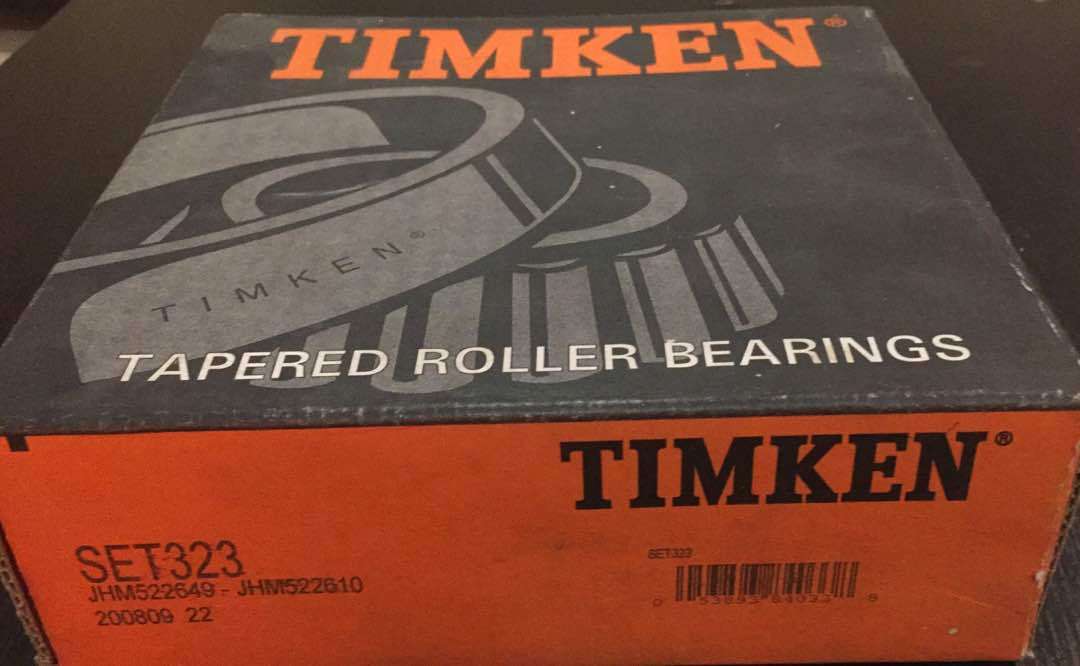 TIMKEN®
TIMKEN®
TAPERED ROLLER BEARINGS
TIMKEN®
SET323
JHM522649 - JHM522610
200809 22
SET323